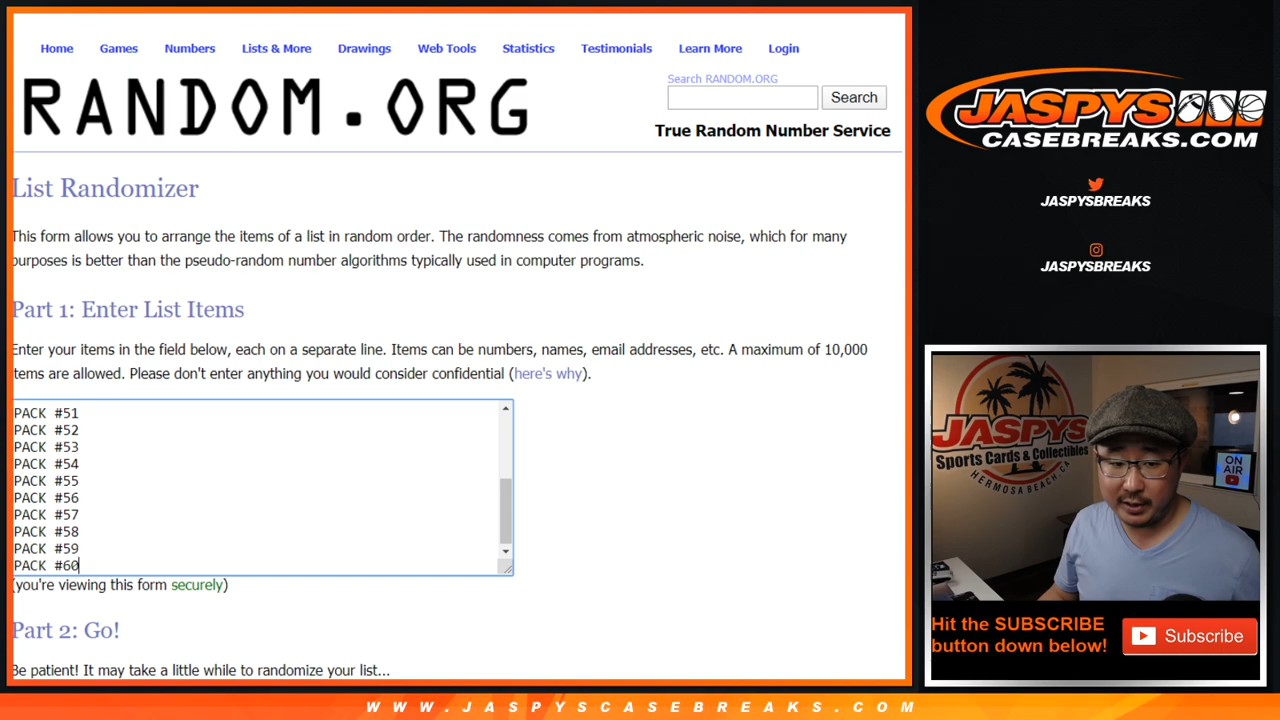 Home Games Numbers Lists & More Drawings Web Tools Statistics Testimonials Learn More Login
RANDOM.ORG
Search RANDOM.ORG
Search
True Random Number Service
List Randomizer
This form allows you to arrange the items of a list in random order. The randomness comes from atmospheric noise, which for many
purposes is better than the pseudo-random number algorithms typically used in computer programs.
Part 1: Enter List Items
Enter your items in the field below, each on a separate line. Items can be numbers, names, email addresses, etc. A maximum of 10,000
items are allowed. Please don't enter anything you would consider confidential (here's why).
PACK #51
PACK #52
PACK #53
PACK #54
PACK #55
PACK #56
PACK #57
PACK #58
PACK #59
PACK #60
(you're viewing this form securely)
Part 2: Go!
Be patient! It may take a little while to randomize your list...
JASPYS
CASEBREAKS.COM
JASPYSBREAKS
JASPYSBREAKS
JASPYS
Sports Cards & Collectibles
HERMOSA BEACH, CA
ON
AIR
Hit the SUBSCRIBE
button down below!
Subscribe
WWW.JASPYSCASEBREAKS.COM